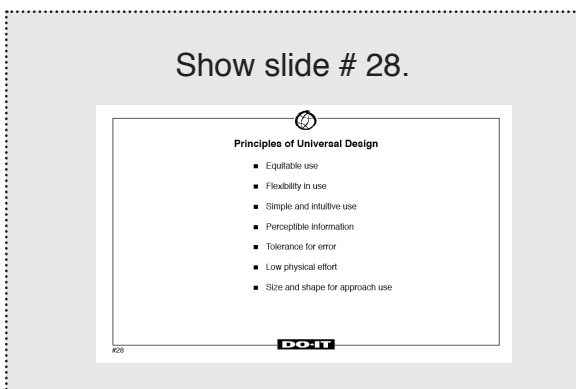 Show slide # 28.
Principles of Universal Design
■ Equitable use
■ Flexibility in use
■ Simple and intuitive use
■ Perceptible information
■ Tolerance for error
■ Low physical effort
■ Size and shape for approach use
DO-IT
#28